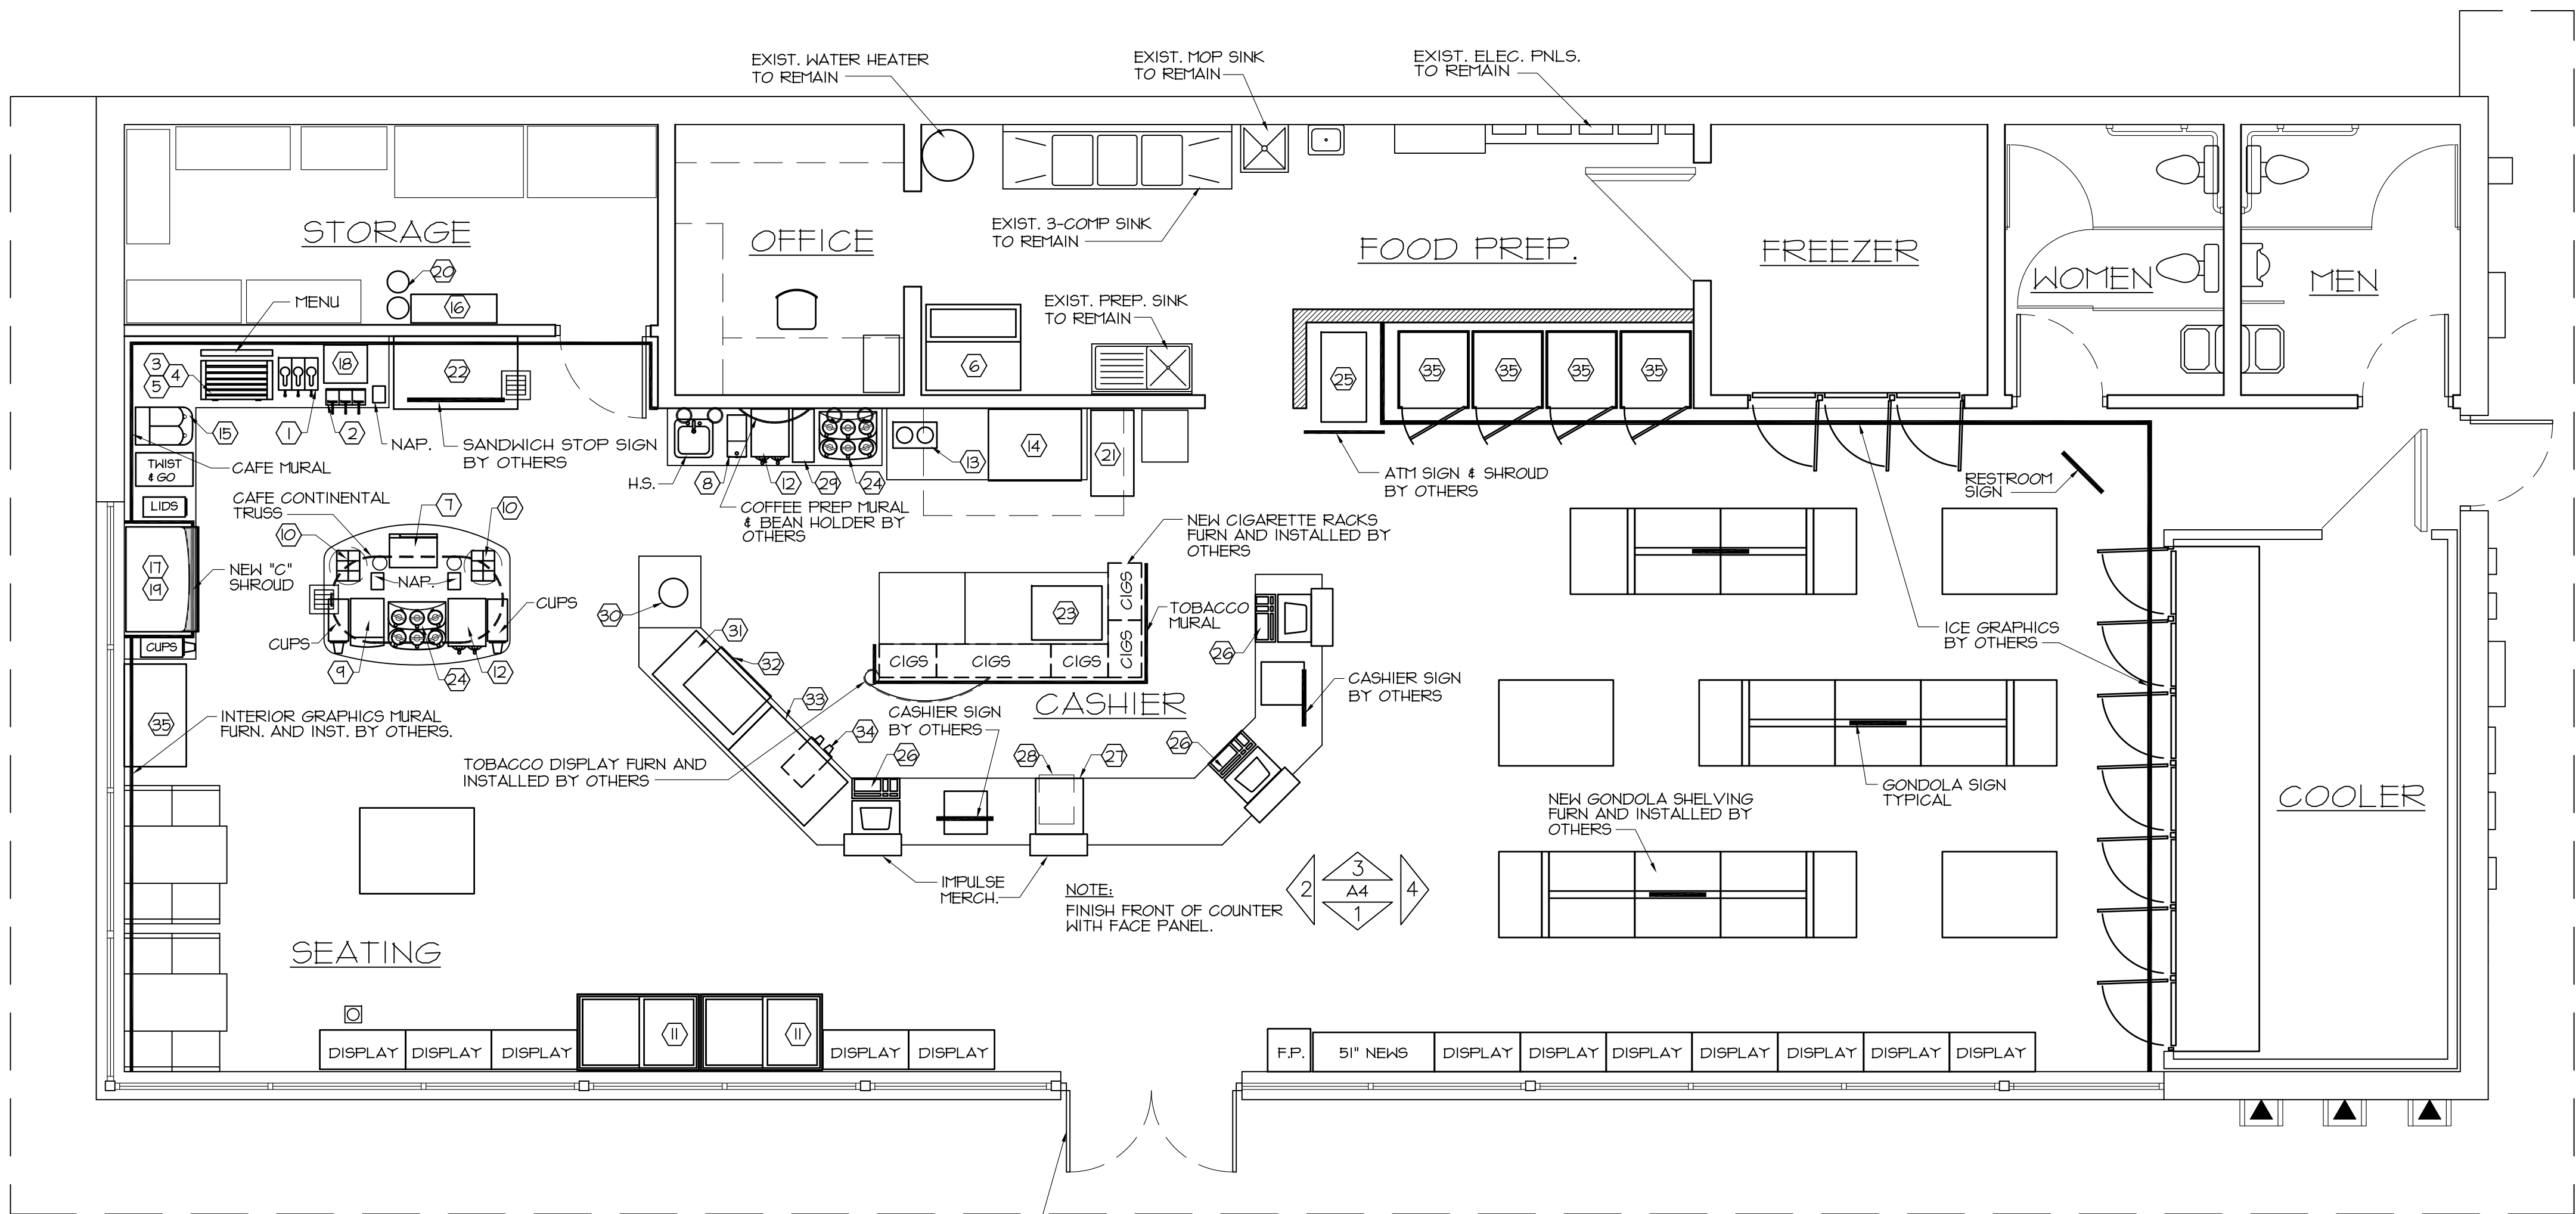 EXIST. WATER HEATER
TO REMAIN
EXIST. MOP SINK
TO REMAIN
EXIST. ELEC. PNLS.
TO REMAIN
STORAGE
OFFICE
EXIST. 3-COMP SINK
TO REMAIN
FOOD PREP.
FREEZER
WOMEN
MEN
20
16
MENU
EXIST. PREP. SINK
TO REMAIN
3
4
5
18
22
6
25
35
35
35
35
15
1
2
NAP.
SANDWICH STOP SIGN
BY OTHERS
CAFE MURAL
TWIST
& GO
LIDS
H.S.
8
12
29
24
13
14
21
COFFEE PREP MURAL
& BEAN HOLDER BY
OTHERS
ATM SIGN & SHROUD
BY OTHERS
RESTROOM
SIGN
CAFE CONTINENTAL
TRUSS
7
10
10
NEW CIGARETTE RACKS
FURN AND INSTALLED BY
OTHERS
17
19
NEW "C"
SHROUD
NAP.
CUPS
CUPS
CUPS
9
24
12
30
31
32
33
34
23
CIGS
CIGS
CIGS
CIGS
CIGS
TOBACCO
MURAL
26
ICE GRAPHICS
BY OTHERS
CASHIER SIGN
BY OTHERS
CASHIER
35
INTERIOR GRAPHICS MURAL
FURN. AND INST. BY OTHERS.
CASHIER SIGN
BY OTHERS
TOBACCO DISPLAY FURN AND
INSTALLED BY OTHERS
26
28
27
26
GONDOLA SIGN
TYPICAL
NEW GONDOLA SHELVING
FURN AND INSTALLED BY
OTHERS
COOLER
IMPULSE
MERCH.
NOTE:
FINISH FRONT OF COUNTER
WITH FACE PANEL.
2
3
A4
1
4
SEATING
DISPLAY
DISPLAY
DISPLAY
11
11
DISPLAY
DISPLAY
F.P.
51" NEWS
DISPLAY
DISPLAY
DISPLAY
DISPLAY
DISPLAY
DISPLAY
DISPLAY